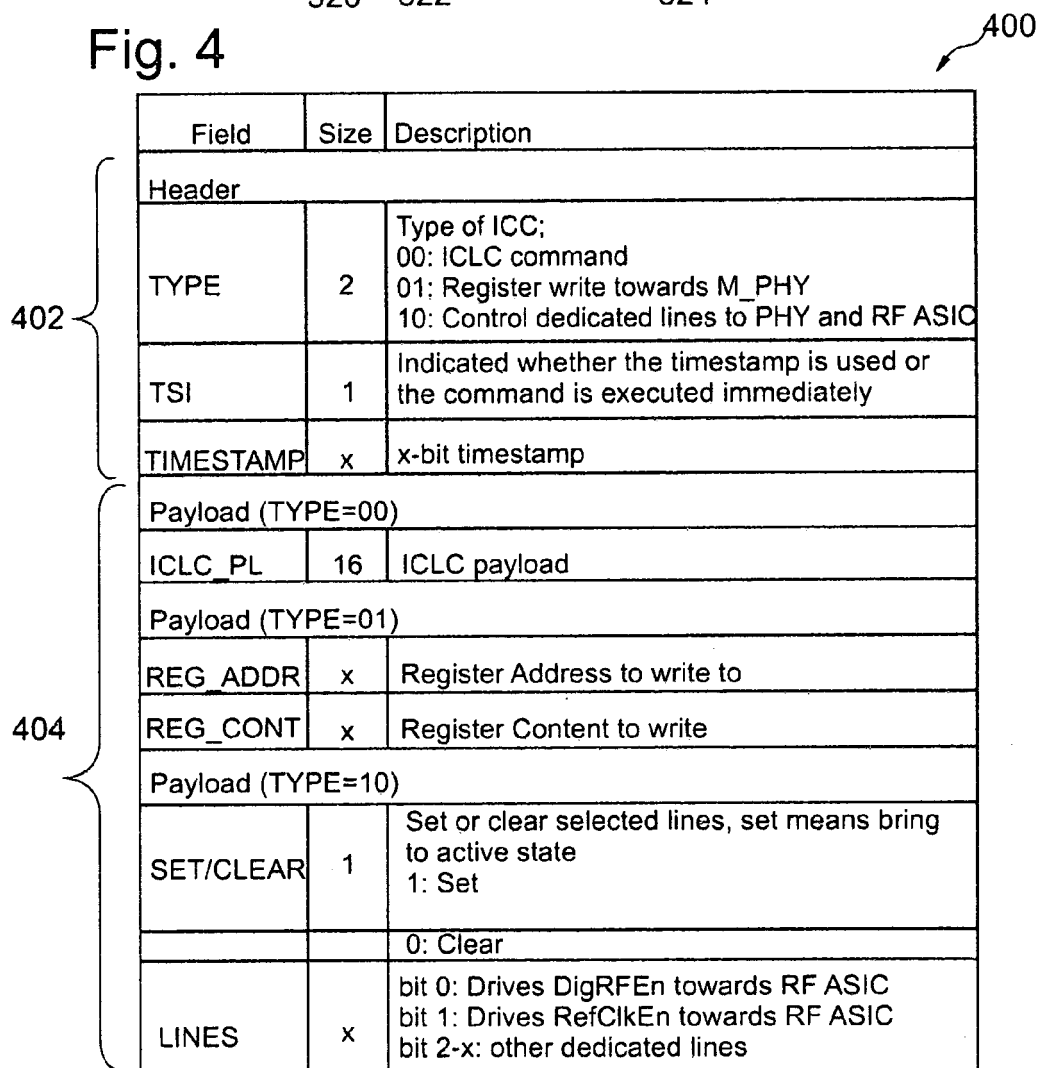 Fig. 4
400
Field Size Description
402
Header
TYPE 2 Type of ICC;
00: ICLC command
01: Register write towards M_PHY
10: Control dedicated lines to PHY and RF ASIC
TSI 1 Indicated whether the timestamp is used or
the command is executed immediately
TIMESTAMP x x-bit timestamp
404
Payload (TYPE=00)
ICLC_PL 16 ICLC payload
Payload (TYPE=01)
REG_ADDR x Register Address to write to
REG_CONT x Register Content to write
Payload (TYPE=10)
SET/CLEAR 1 Set or clear selected lines, set means bring
to active state
1: Set
0: Clear
LINES x bit 0: Drives DigRFEn towards RF ASIC
bit 1: Drives RefClkEn towards RF ASIC
bit 2-x: other dedicated lines